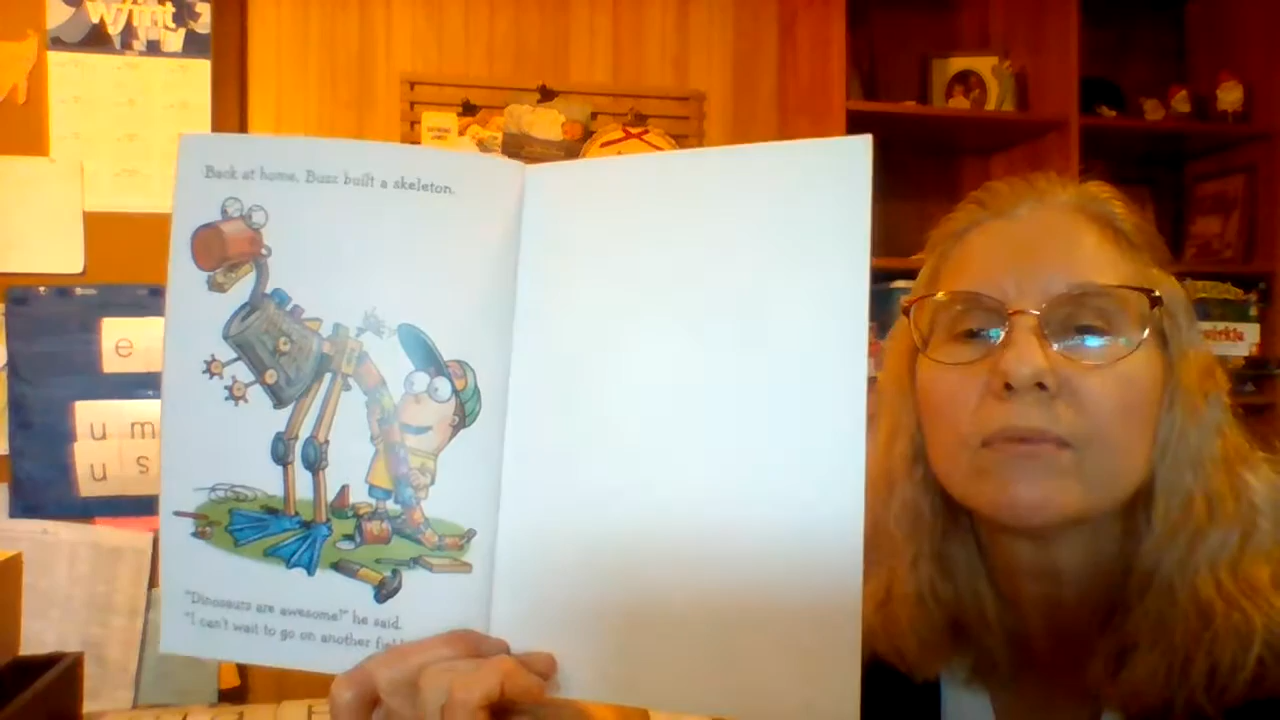 Back at home, Buzz built a skeleton.
"Dinosaurs are awesome!" he said.
"I can't wait to go on another
e
u m
u s